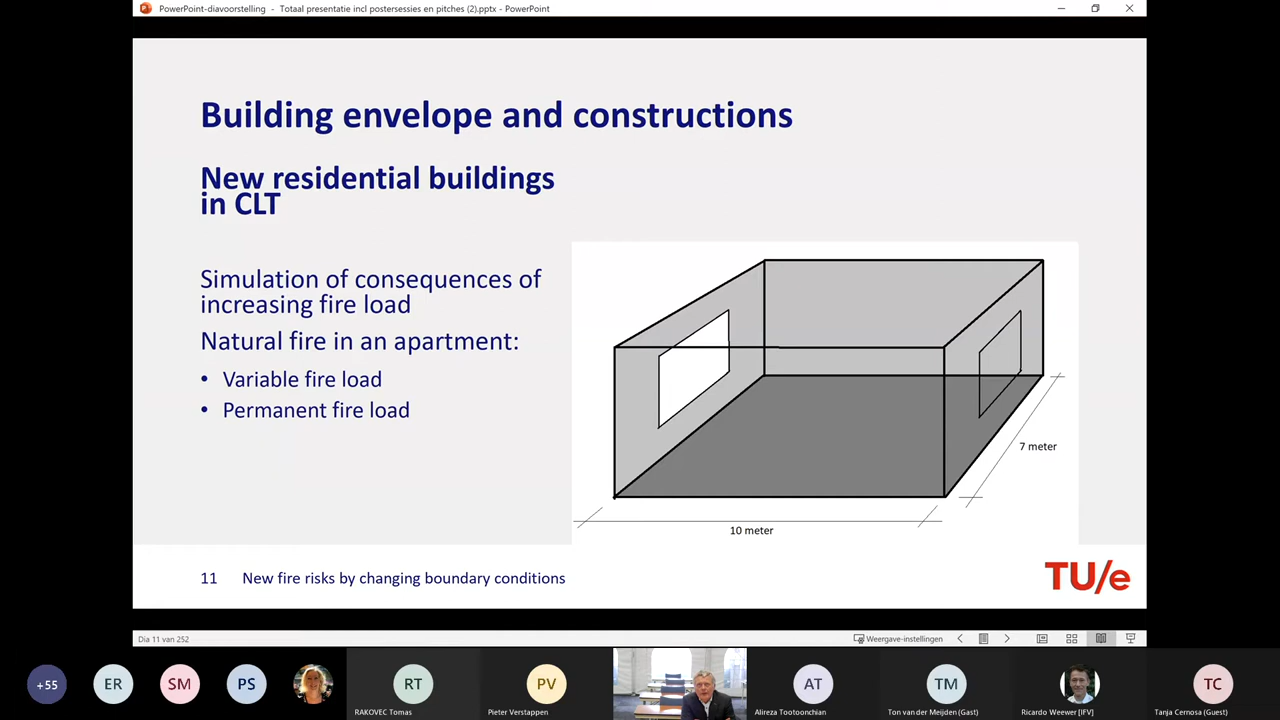 PowerPoint-diavoorstelling - Totaal presentatie incl postersessies en pitches (2).pptx - PowerPoint
Building envelope and constructions
New residential buildings
in CLT
Simulation of consequences of
increasing fire load
Natural fire in an apartment:
• Variable fire load
• Permanent fire load
7 meter
10 meter
11 New fire risks by changing boundary conditions
TU/e
Dia 11 van 252
Weergave-instellingen
+55
ER
SM
PS
RT
RAKOVEC Tomas
PV
Pieter Verstappen
AT
Alireza Tootoonchian
TM
Ton van der Meijden (Gast)
Ricardo Weewer [IFV)
TC
Tanja Cernosa (Guest)